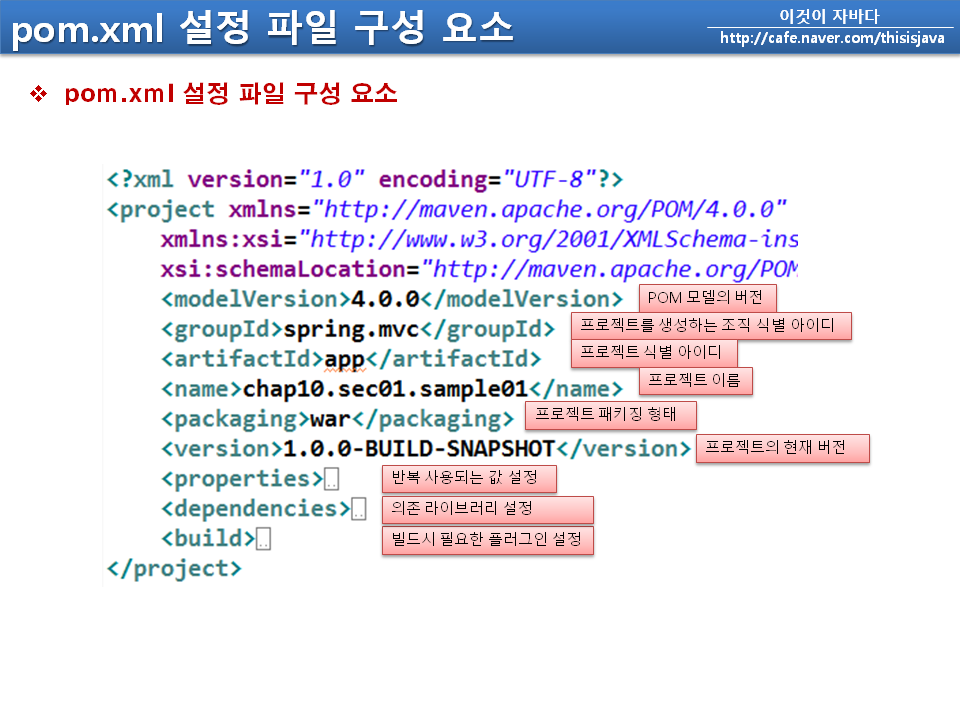 pom.xml 설정 파일 구성 요소
이것이 자바다
http://cafe.naver.com/thisisjava
❖ pom.xml 설정 파일 구성 요소
<?xml version="1.0" encoding="UTF-8"?>
<project xmlns="http://maven.apache.org/POM/4.0.0"
xmlns:xsi="http://www.w3.org/2001/XMLSchema-ins
xsi:schemaLocation="http://maven.apache.org/POM
<modelVersion>4.0.0</modelVersion> POM 모델의 버전
<groupId>spring.mvc</groupId> 프로젝트를 생성하는 조직 식별 아이디
<artifactId>app</artifactId> 프로젝트 식별 아이디
<name>chap10.sec01.sample01</name> 프로젝트 이름
<packaging>war</packaging> 프로젝트 패키징 형태
<version>1.0.0-BUILD-SNAPSHOT</version> 프로젝트의 현재 버전
<properties>.. 반복 사용되는 값 설정
<dependencies>.. 의존 라이브러리 설정
<build>.. 빌드시 필요한 플러그인 설정
</project>